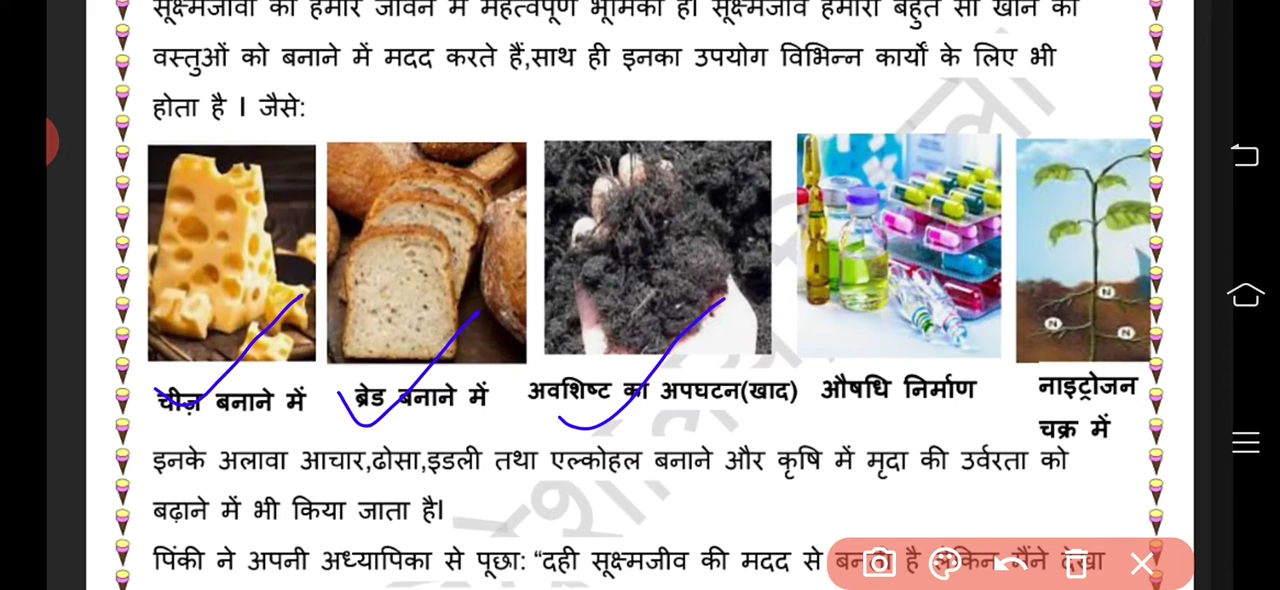 सूक्ष्मजीवों की हमारे जीवन में महत्वपूर्ण भूमिका है। सूक्ष्मजीव हमारी बहुत सी खाने की
वस्तुओं को बनाने में मदद करते हैं,साथ ही इनका उपयोग विभिन्न कार्यों के लिए भी
होता है । जैसे:
चीज़ बनाने में ब्रेड बनाने में अवशिष्ट का अपघटन(खाद) औषधि निर्माण नाइट्रोजन
चक्र में
N
N
N
इनके अलावा आचार,ढोसा,इडली तथा एल्कोहल बनाने और कृषि में मृदा की उर्वरता को
बढ़ाने में भी किया जाता है।
पिंकी ने अपनी अध्यापिका से पूछा: “दही सूक्ष्मजीव की मदद से बनता है लेकिन मैंने देखा